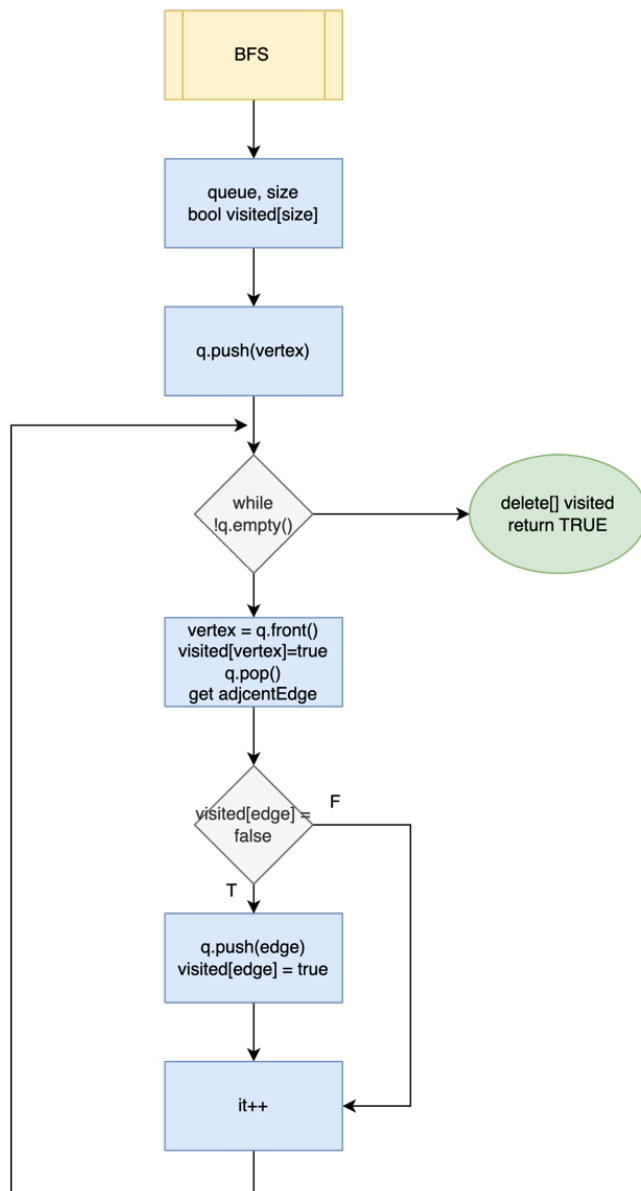 BFS
queue, size
bool visited[size]
q.push(vertex)
while
!q.empty()
delete[] visited
return TRUE
vertex = q.front()
visited[vertex]=true
q.pop()
get adjcentEdge
visited[edge] =
false
F
T
q.push(edge)
visited[edge] = true
it++